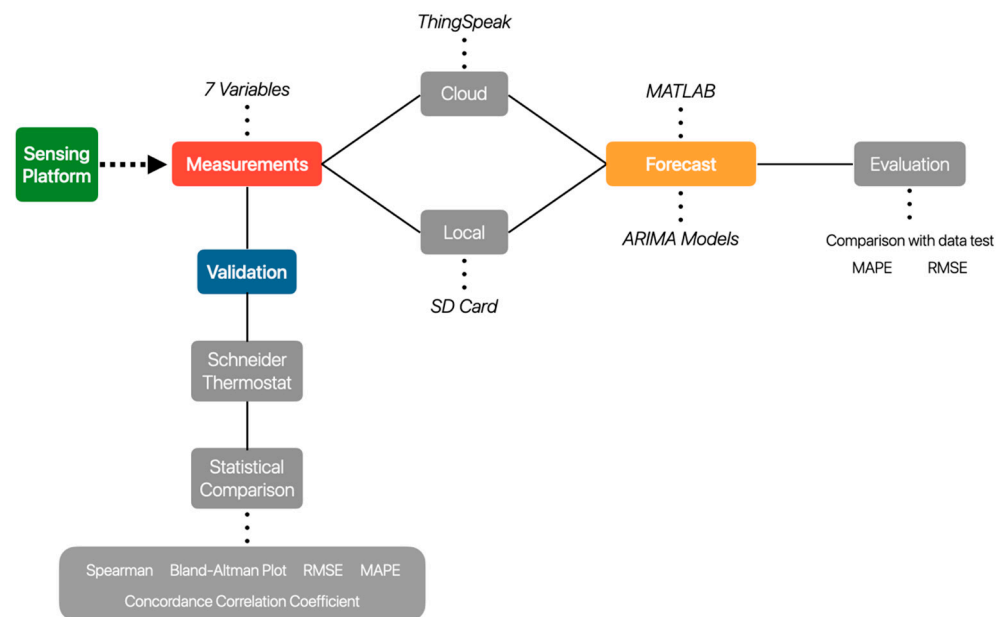 ThingSpeak
Cloud
7 Variables
MATLAB
Sensing
Platform
Measurements
Forecast
Evaluation
Local
ARIMA Models
Comparison with data test
MAPE RMSE
Validation
SD Card
Schneider
Thermostat
Statistical
Comparison
Spearman Bland-Altman Plot RMSE MAPE
Concordance Correlation Coefficient